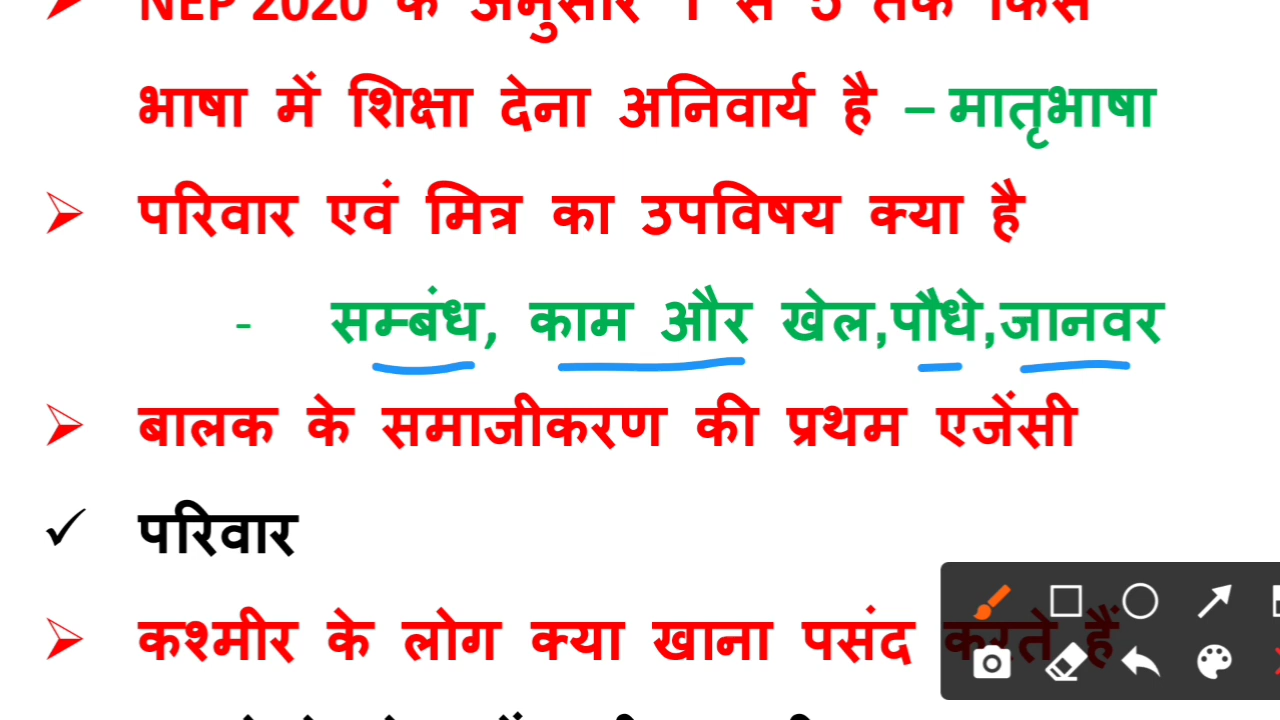 NEP 2020 के अनुसार 1 से 5 तक किस
भाषा में शिक्षा देना अनिवार्य है – मातृभाषा
➢ परिवार एवं मित्र का उपविषय क्या है
- सम्बंध, काम और खेल,पौधे,जानवर
➢ बालक के समाजीकरण की प्रथम एजेंसी
✓ परिवार
➢ कश्मीर के लोग क्या खाना पसंद करते हैं